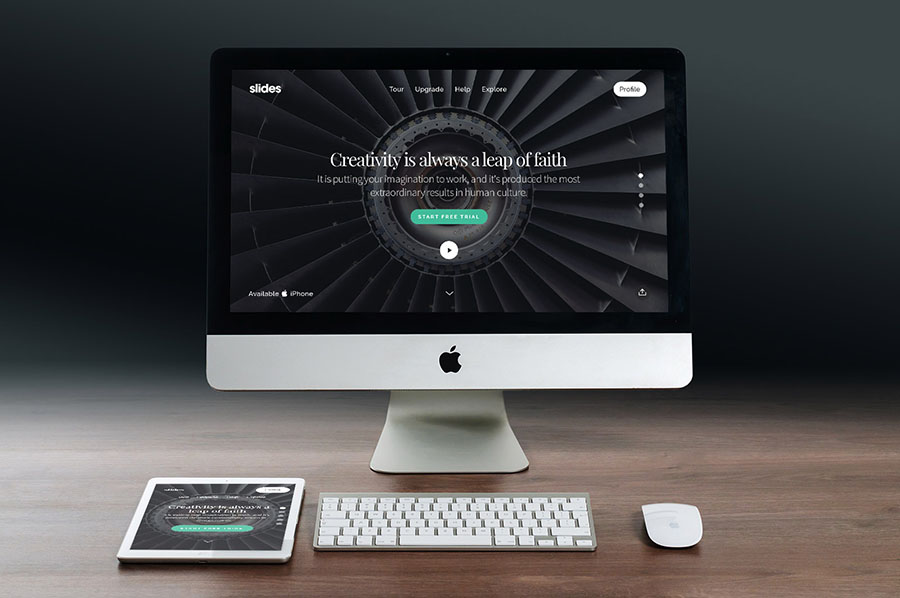 slides
Tour Upgrade Help Explore
Profile
Creativity is always a leap of faith
It is putting your imagination to work, and it's produced the most
extraordinary results in human culture.
START FREE TRIAL
Available iPhone
slides
Creativity is always a
leap of faith
START FREE TRIAL